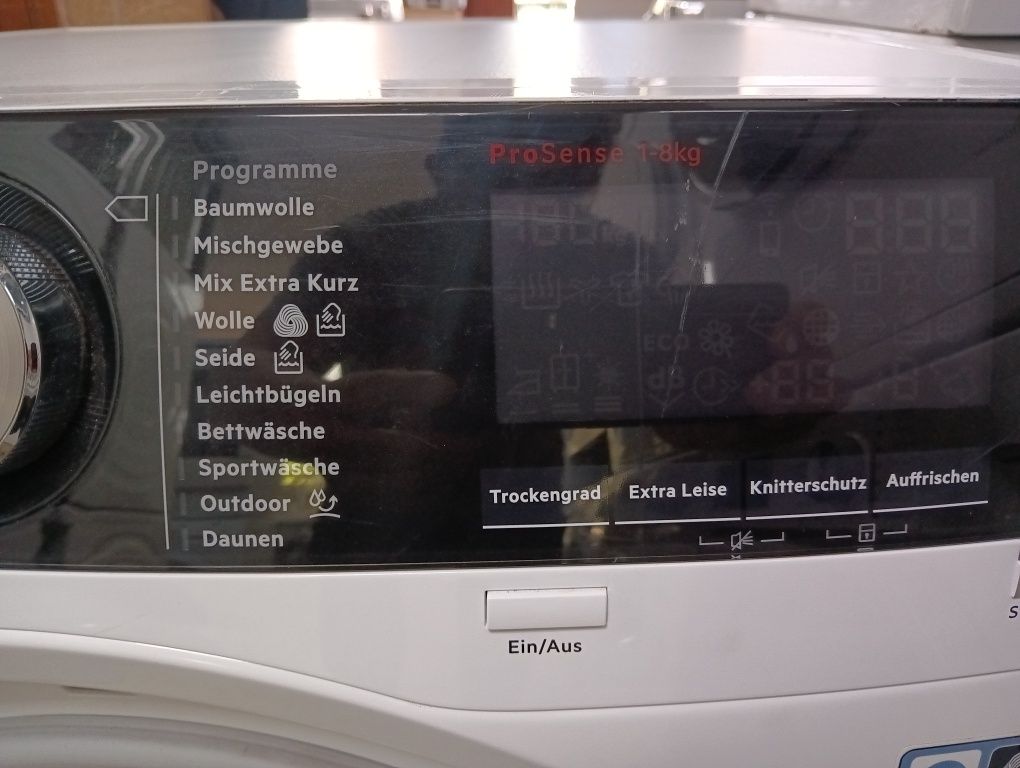 Programme
Baumwolle
Mischgewebe
Mix Extra Kurz
Wolle
Seide
Leichtbügeln
Bettwäsche
Sportwäsche
Outdoor
Daunen
ProSense 1-8kg
ECO
Trockengrad Extra Leise Knitterschutz Auffrischen
Ein/Aus